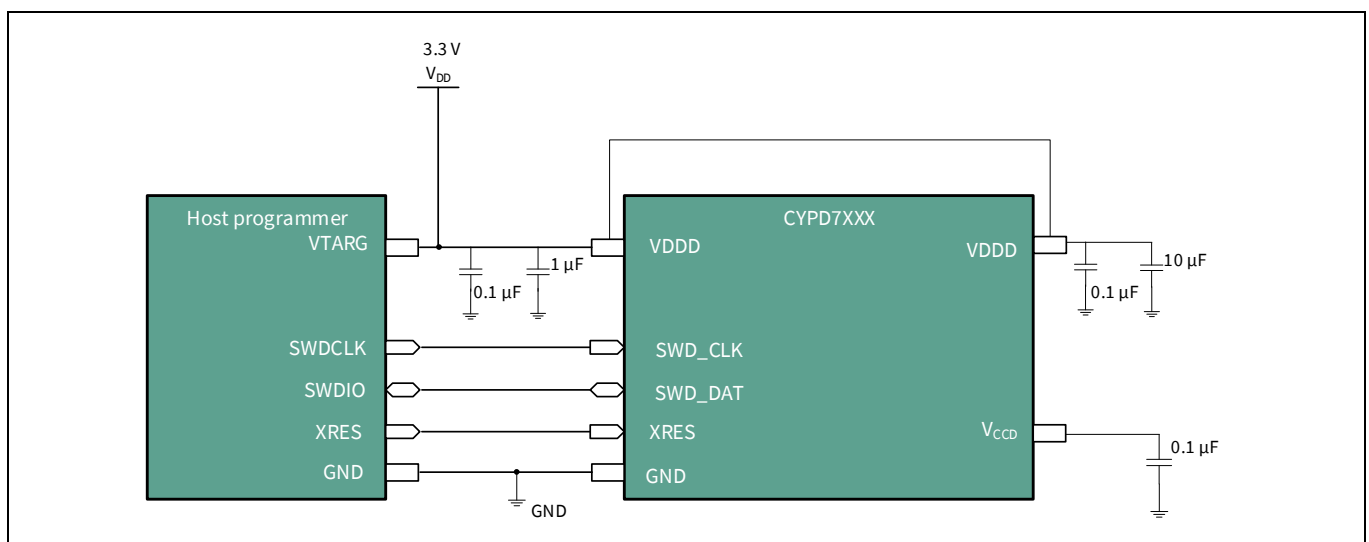 3.3 V
VDD
Host programmer
CYPD7XXX
VTARG
VDDD
VDDD
1 µF
0.1 µF
10 µF
0.1 µF
SWDCLK
SWD_CLK
SWDIO
SWD_DAT
XRES
XRES
VCCD
0.1 µF
GND
GND
GND